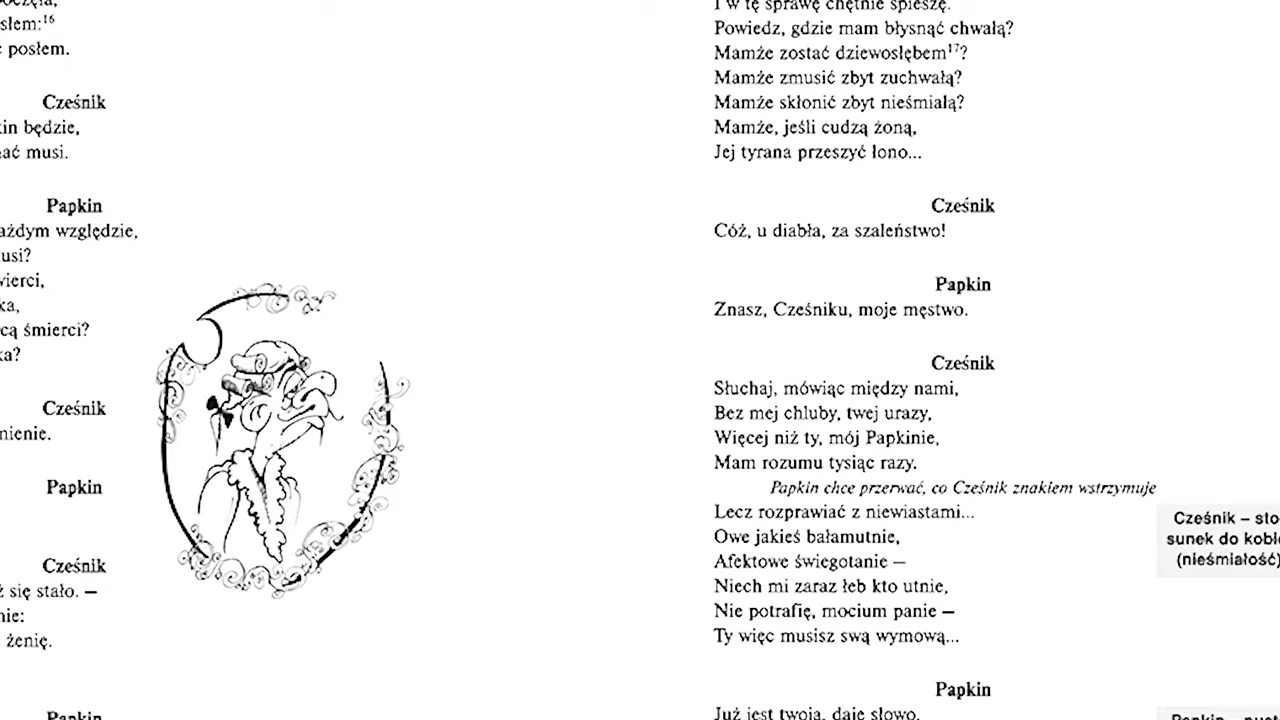 słem:16
posłem.
Cześnik
kin będzie,
musi.
Papkin
każdym względzie,
usi?
wierci,
ka,
cą śmierci?
ka?
Cześnik
mienie.
Papkin
Cześnik
ż się stało. —
nie:
żenię.
Papkin
I w tę sprawę chętnie spieszę.
Powiedz, gdzie mam błysnąć chwałą?
Mamże zostać dziewosłębem17?
Mamże zmusić zbyt zuchwałą?
Mamże skłonić zbyt nieśmiałą?
Mamże, jeśli cudzą żoną,
Jej tyrana przeszyć łono...
Cześnik
Cóż, u diabła, za szaleństwo!
Papkin
Znasz, Cześniku, moje męstwo.
Cześnik
Słuchaj, mówiąc między nami,
Bez mej chluby, twej urazy,
Więcej niż ty, mój Papkinie,
Mam rozumu tysiąc razy.
Papkin chce przerwać, co Cześnik znakiem wstrzymuje
Lecz rozprawiać z niewiastami...
Owe jakieś bałamutnie,
Afektowe świegotanie —
Niech mi zaraz łeb kto utnie,
Nie potrafię, mocium panie —
Ty więc musisz swą wymową...
Papkin
Już jest twoja, daję słowo.
Cześnik – sto
sunek do kobie
(nieśmiałość)
Papkin –